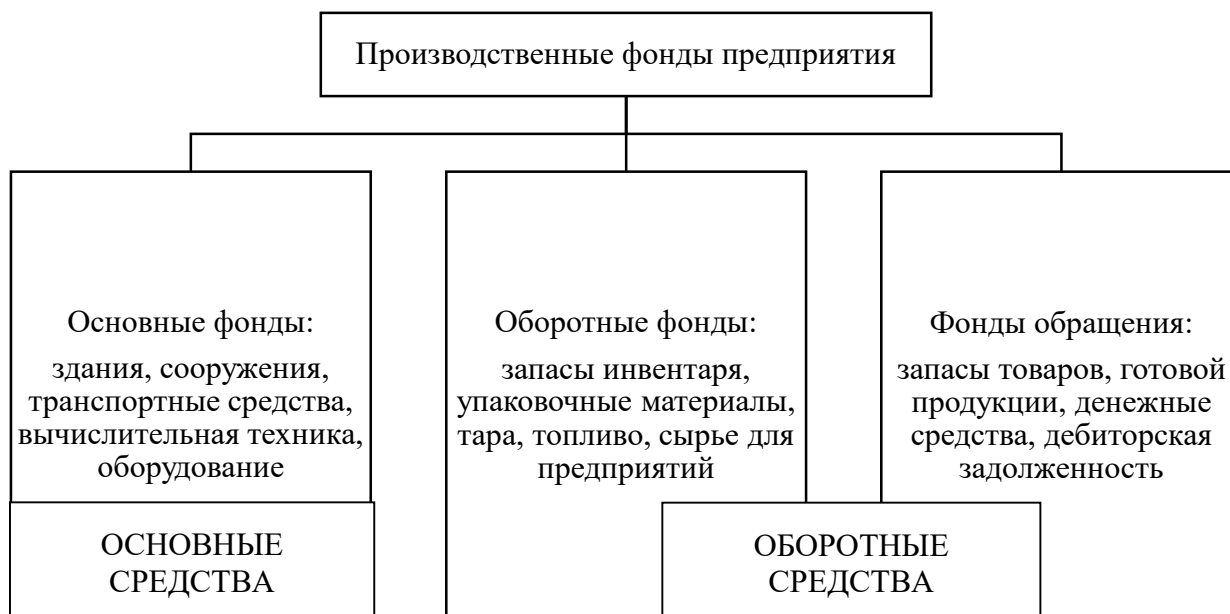 Производственные фонды предприятия
Основные фонды:
здания, сооружения,
транспортные средства,
вычислительная техника,
оборудование
Оборотные фонды:
запасы инвентаря,
упаковочные материалы,
тара, топливо, сырье для
предприятий
Фонды обращения:
запасы товаров, готовой
продукции, денежные
средства, дебиторская
задолженность
ОСНОВНЫЕ
СРЕДСТВА
ОБОРОТНЫЕ
СРЕДСТВА